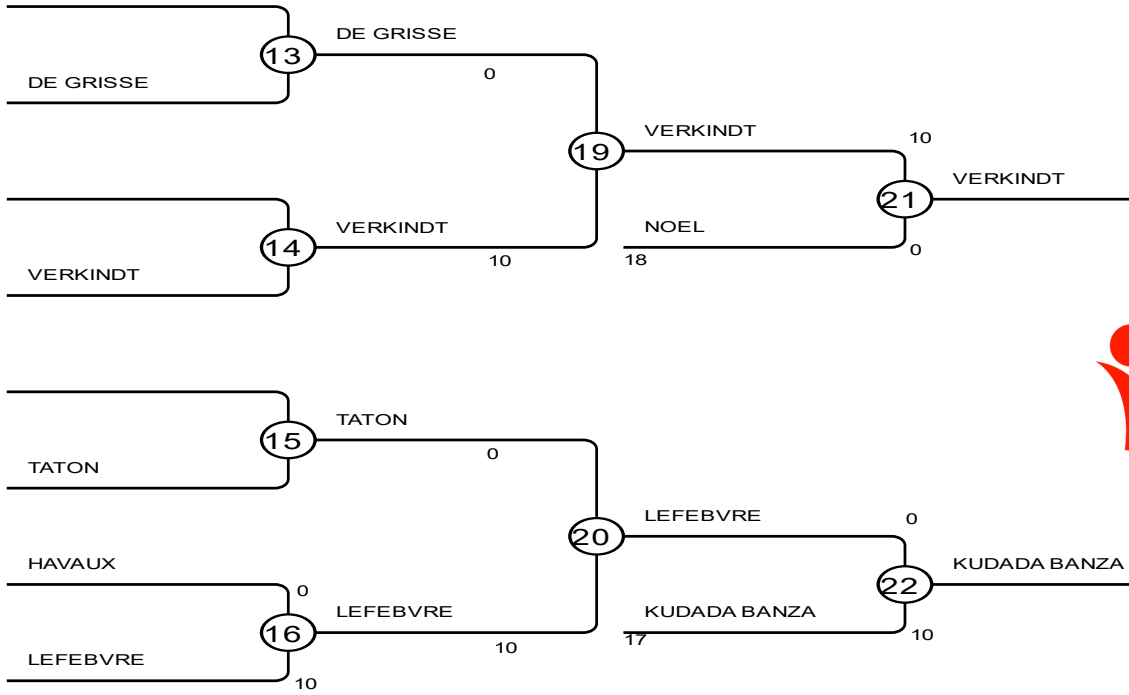 DE GRISSE
13
DE GRISSE
0
VERKINDT
10
19
VERKINDT
21
VERKINDT
14
VERKINDT
10
NOEL
18
0
VERKINDT
TATON
15
TATON
0
LEFEBVRE
0
20
HAVAUX
0
KUDADA BANZA
22
16
LEFEBVRE
10
KUDADA BANZA
17
10
LEFEBVRE
10